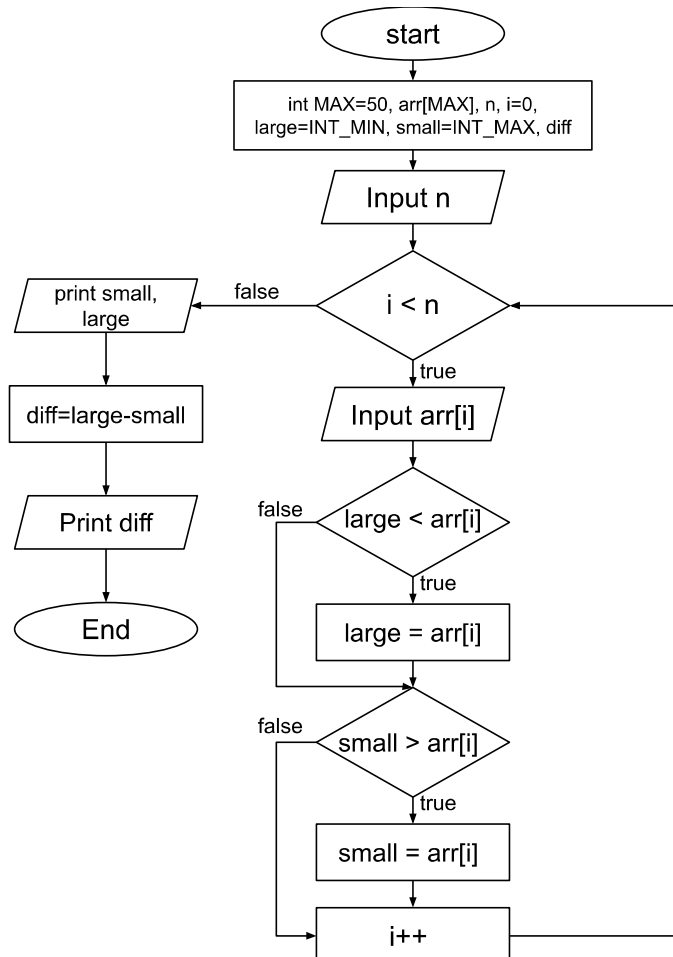 start
int MAX=50, arr[MAX], n, i=0,
large=INT_MIN, small=INT_MAX, diff
Input n
i < n
false
print small,
large
true
diff=large-small
Input arr[i]
Print diff
false
large < arr[i]
true
End
large = arr[i]
false
small > arr[i]
true
small = arr[i]
i++